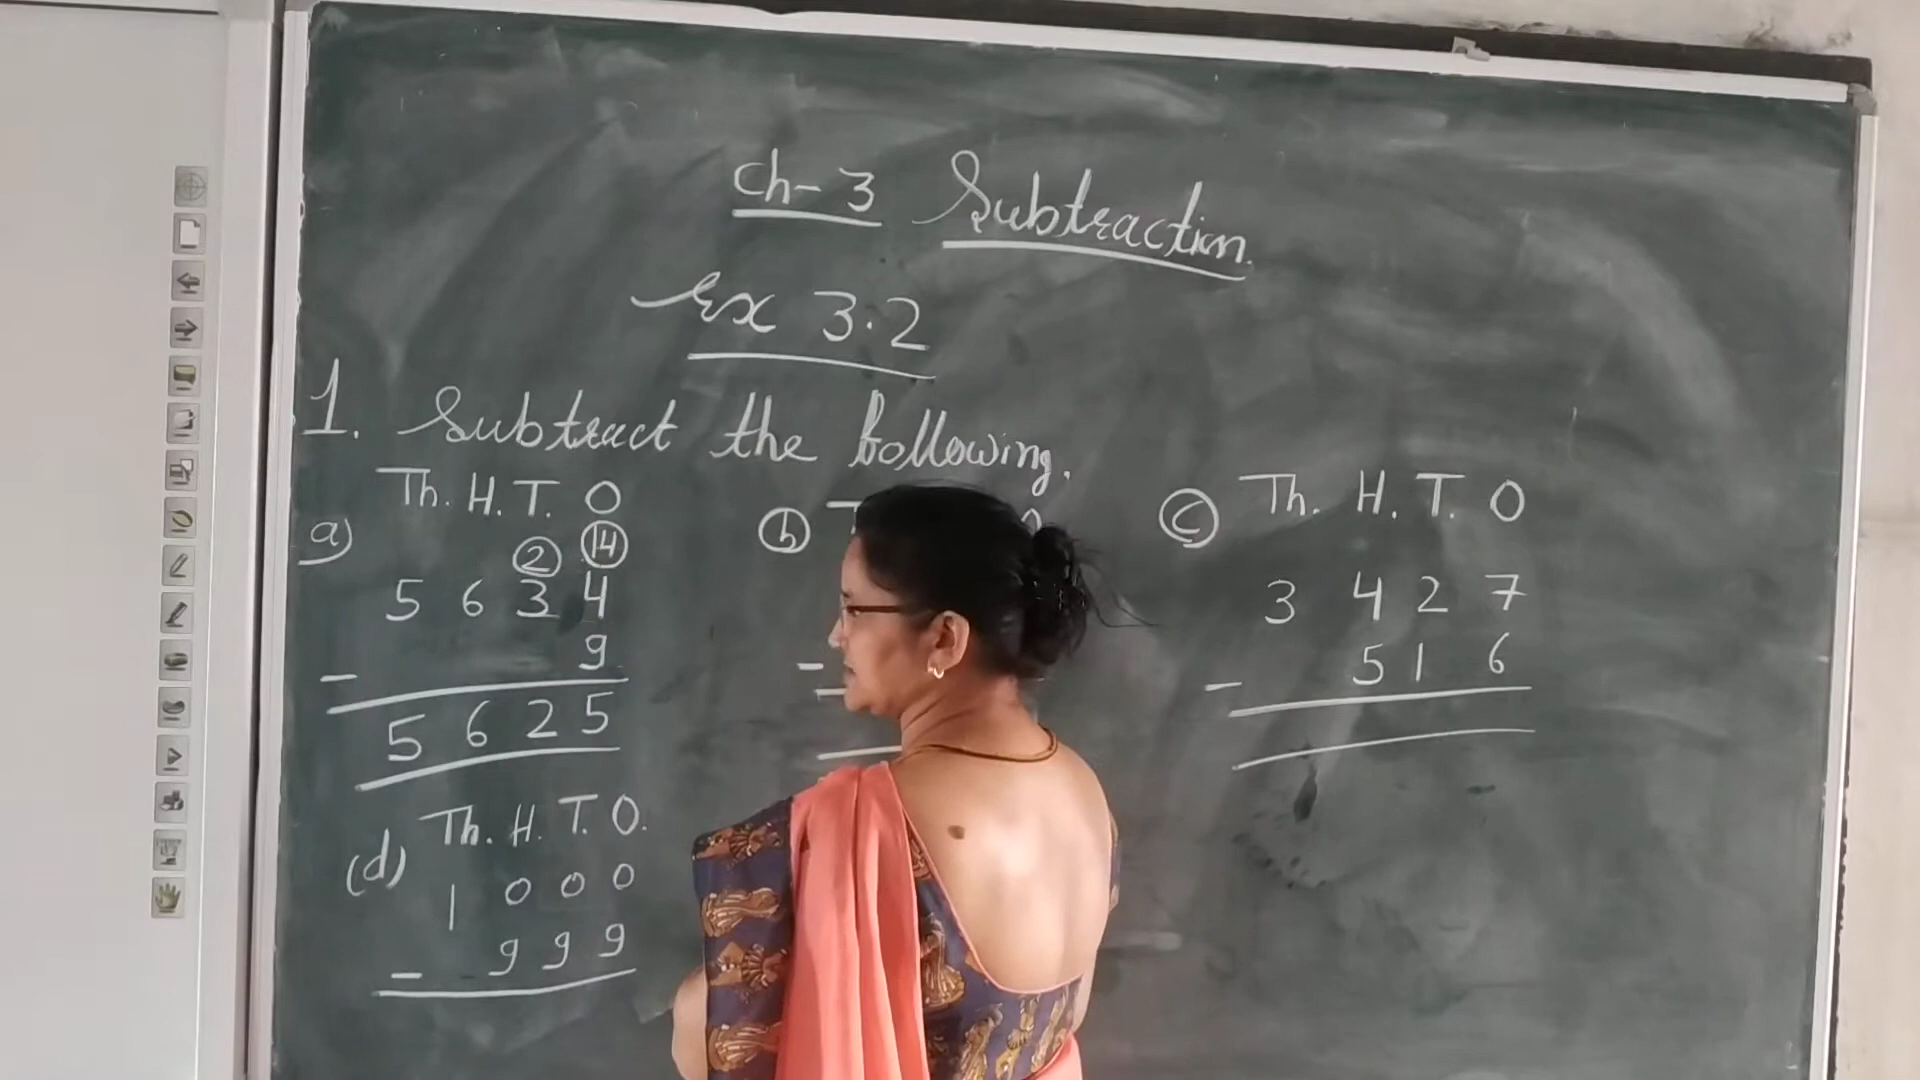 Ch-3 Subtraction.
Ex 3.2
1. Subtract the following.
a) Th. H. T. O
2 14
5 6 3 4
- 9
5 6 2 5
b
c Th. H. T. O
3 4 2 7
- 5 1 6
(d) Th. H. T. O.
1 0 0 0
- 9 9 9